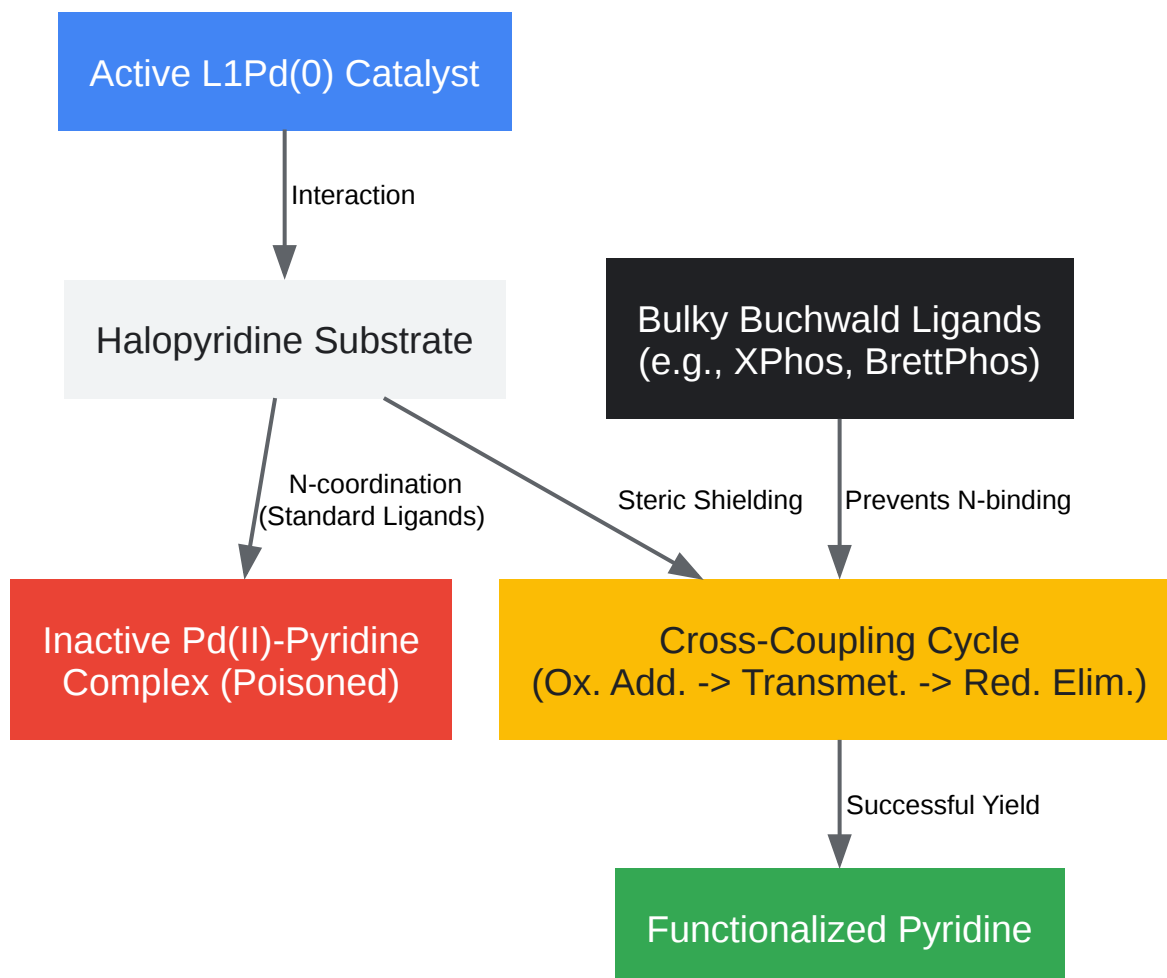 Active L1Pd(0) Catalyst
Interaction
Halopyridine Substrate
Bulky Buchwald Ligands
(e.g., XPhos, BrettPhos)
N-coordination
(Standard Ligands)
Steric Shielding
Prevents N-binding
Inactive Pd(II)-Pyridine
Complex (Poisoned)
Cross-Coupling Cycle
(Ox. Add. -> Transmet. -> Red. Elim.)
Successful Yield
Functionalized Pyridine